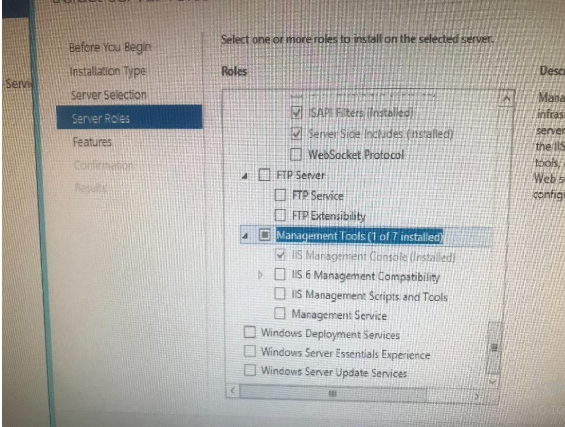 Before You Begin
Installation Type
Server Selection
Server Roles
Features
Confirmation
Results
Select one or more roles to install on the selected server.
Roles
ISAPI Filters (Installed)
Server Side Includes (Installed)
WebSocket Protocol
FTP Server
FTP Service
FTP Extensibility
Management Tools (1 of 7 installed)
IIS Management Console (Installed)
IIS 6 Management Compatibility
IIS Management Scripts and Tools
Management Service
Windows Deployment Services
Windows Server Essentials Experience
Windows Server Update Services
Descr
Mana
infras
server
the IIS
tools,
Web s
config